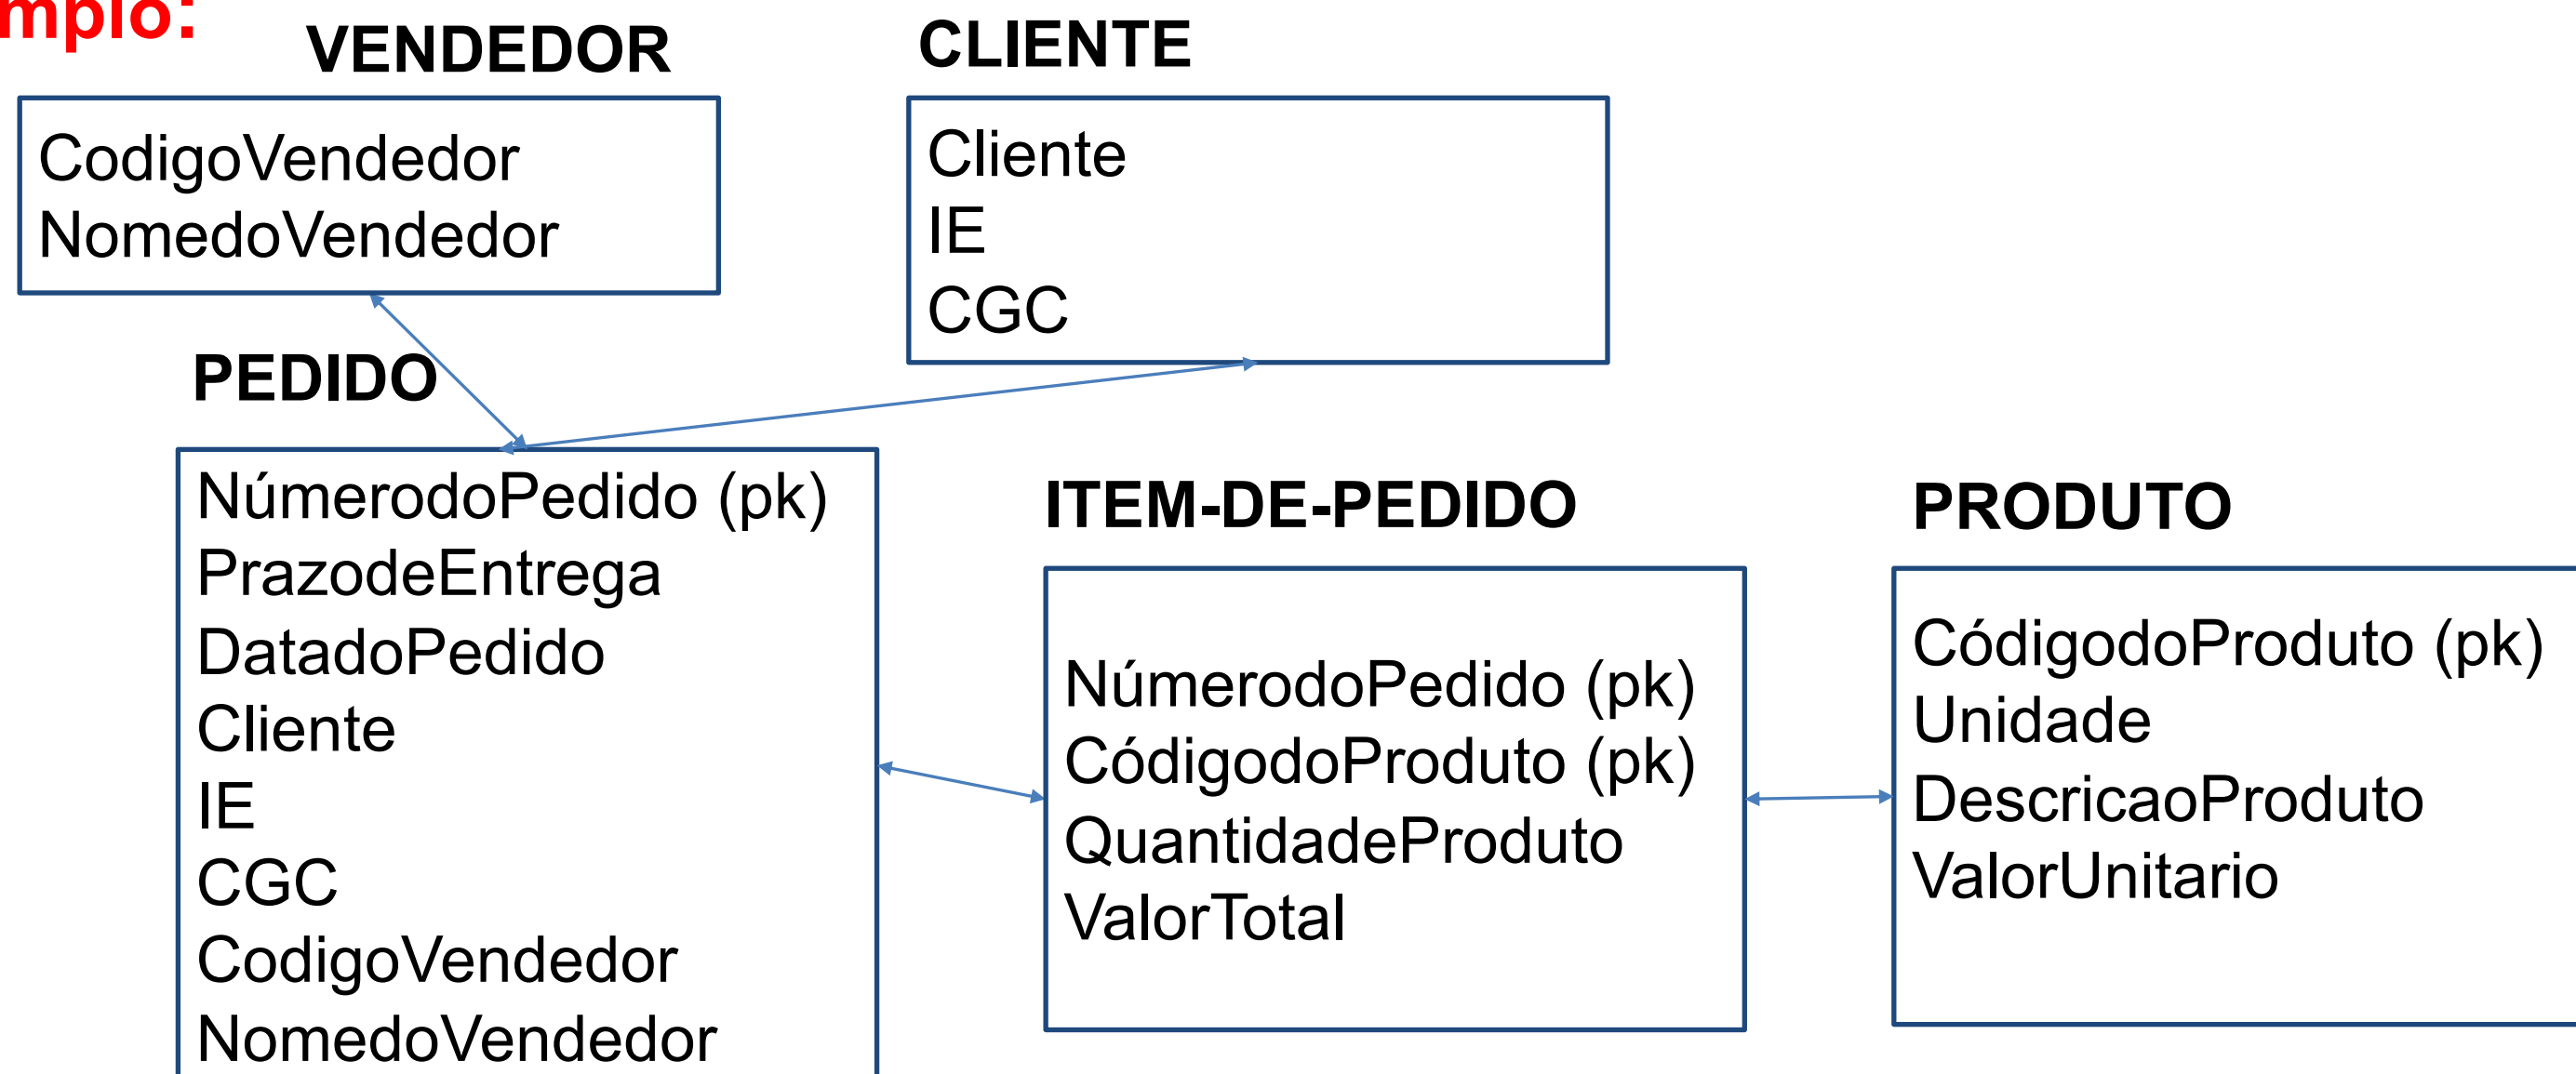 mplo:
VENDEDOR
CLIENTE
CodigoVendedor
NomedoVendedor
Cliente
IE
CGC
PEDIDO
NúmerodoPedido (pk)
PrazodeEntrega
DatadoPedido
Cliente
IE
CGC
CodigoVendedor
NomedoVendedor
ITEM-DE-PEDIDO
NúmerodoPedido (pk)
CódigodoProduto (pk)
QuantidadeProduto
ValorTotal
PRODUTO
CódigodoProduto (pk)
Unidade
DescricaoProduto
ValorUnitario